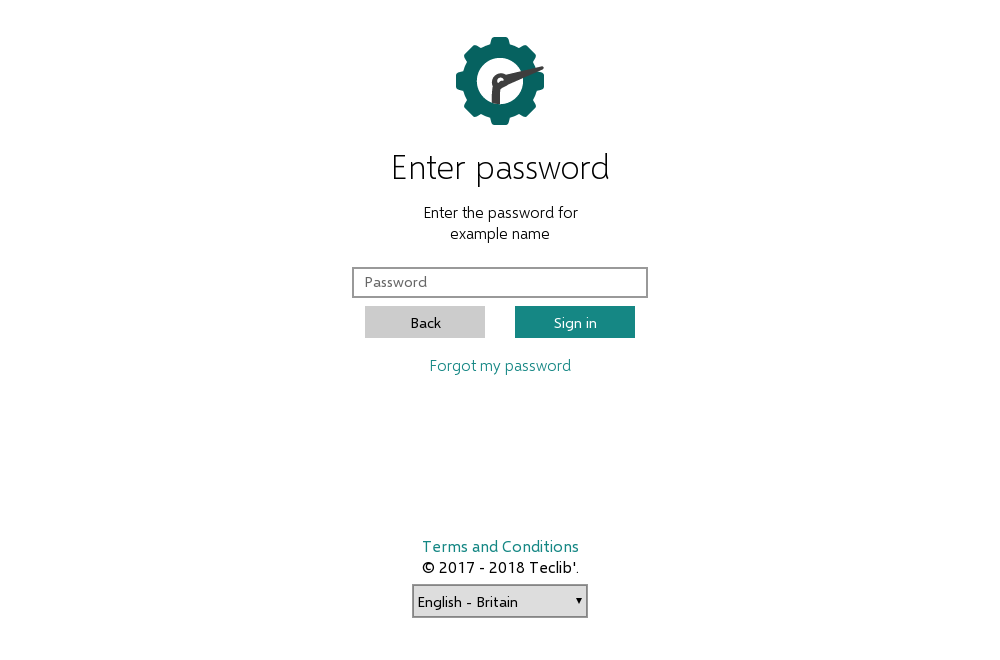 Enter password
Enter the password for
example name
Password
Back
Sign in
Forgot my password
Terms and Conditions
© 2017 - 2018 Teclib'.
English - Britain